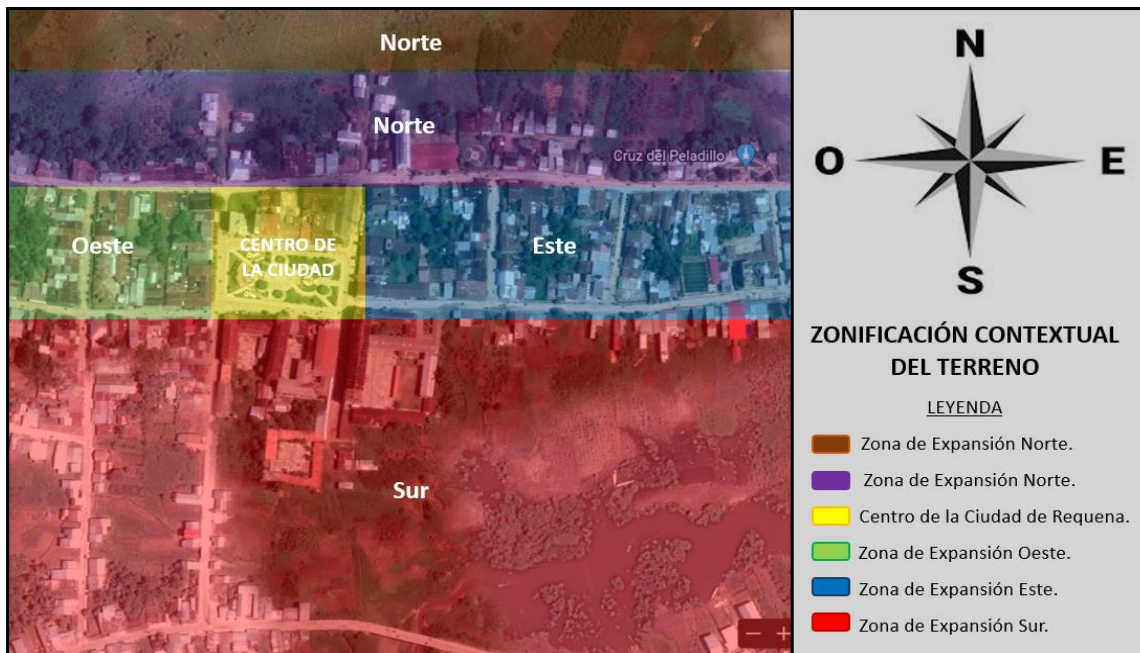 Norte
Norte
Cruz del Peladillo
Oeste
CENTRO DE
LA CIUDAD
Este
Sur
− +
N
O
E
S
ZONIFICACIÓN CONTEXTUAL
DEL TERRENO
LEYENDA
Zona de Expansión Norte.
Zona de Expansión Norte.
Centro de la Ciudad de Requena.
Zona de Expansión Oeste.
Zona de Expansión Este.
Zona de Expansión Sur.